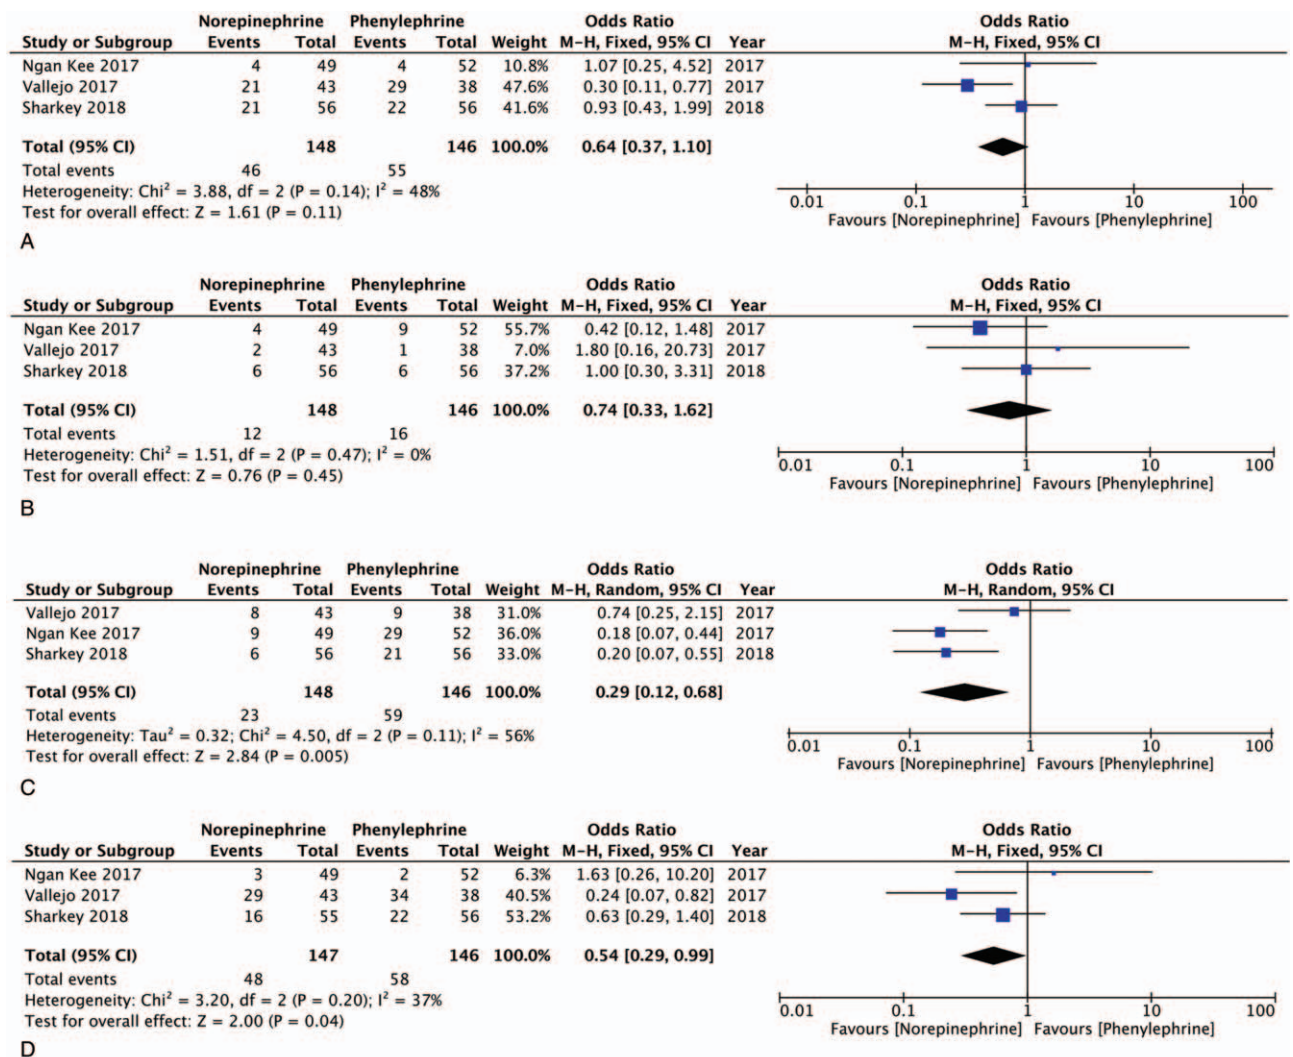 Norepinephrine Phenylephrine Odds Ratio Odds Ratio
Study or Subgroup Events Total Events Total Weight M-H, Fixed, 95% CI Year M-H, Fixed, 95% CI
Ngan Kee 2017 4 49 4 52 10.8% 1.07 [0.25, 4.52] 2017
Vallejo 2017 21 43 29 38 47.6% 0.30 [0.11, 0.77] 2017
Sharkey 2018 21 56 22 56 41.6% 0.93 [0.43, 1.99] 2018
Total (95% CI) 148 146 100.0% 0.64 [0.37, 1.10]
Total events 46 55
Heterogeneity: Chi² = 3.88, df = 2 (P = 0.14); I² = 48%
Test for overall effect: Z = 1.61 (P = 0.11)
0.01 0.1 1 10 100
Favours [Norepinephrine] Favours [Phenylephrine]
A
Norepinephrine Phenylephrine Odds Ratio Odds Ratio
Study or Subgroup Events Total Events Total Weight M-H, Fixed, 95% CI Year M-H, Fixed, 95% CI
Ngan Kee 2017 4 49 9 52 55.7% 0.42 [0.12, 1.48] 2017
Vallejo 2017 2 43 1 38 7.0% 1.80 [0.16, 20.73] 2017
Sharkey 2018 6 56 6 56 37.2% 1.00 [0.30, 3.31] 2018
Total (95% CI) 148 146 100.0% 0.74 [0.33, 1.62]
Total events 12 16
Heterogeneity: Chi² = 1.51, df = 2 (P = 0.47); I² = 0%
Test for overall effect: Z = 0.76 (P = 0.45)
0.01 0.1 1 10 100
Favours [Norepinephrine] Favours [Phenylephrine]
B
Norepinephrine Phenylephrine Odds Ratio Odds Ratio
Study or Subgroup Events Total Events Total Weight M-H, Random, 95% CI Year M-H, Random, 95% CI
Vallejo 2017 8 43 9 38 31.0% 0.74 [0.25, 2.15] 2017
Ngan Kee 2017 9 49 29 52 36.0% 0.18 [0.07, 0.44] 2017
Sharkey 2018 6 56 21 56 33.0% 0.20 [0.07, 0.55] 2018
Total (95% CI) 148 146 100.0% 0.29 [0.12, 0.68]
Total events 23 59
Heterogeneity: Tau² = 0.32; Chi² = 4.50, df = 2 (P = 0.11); I² = 56%
Test for overall effect: Z = 2.84 (P = 0.005)
0.01 0.1 1 10 100
Favours [Norepinephrine] Favours [Phenylephrine]
C
Norepinephrine Phenylephrine Odds Ratio Odds Ratio
Study or Subgroup Events Total Events Total Weight M-H, Fixed, 95% CI Year M-H, Fixed, 95% CI
Ngan Kee 2017 3 49 2 52 6.3% 1.63 [0.26, 10.20] 2017
Vallejo 2017 29 43 34 38 40.5% 0.24 [0.07, 0.82] 2017
Sharkey 2018 16 55 22 56 53.2% 0.63 [0.29, 1.40] 2018
Total (95% CI) 147 146 100.0% 0.54 [0.29, 0.99]
Total events 48 58
Heterogeneity: Chi² = 3.20, df = 2 (P = 0.20); I² = 37%
Test for overall effect: Z = 2.00 (P = 0.04)
0.01 0.1 1 10 100
Favours [Norepinephrine] Favours [Phenylephrine]
D